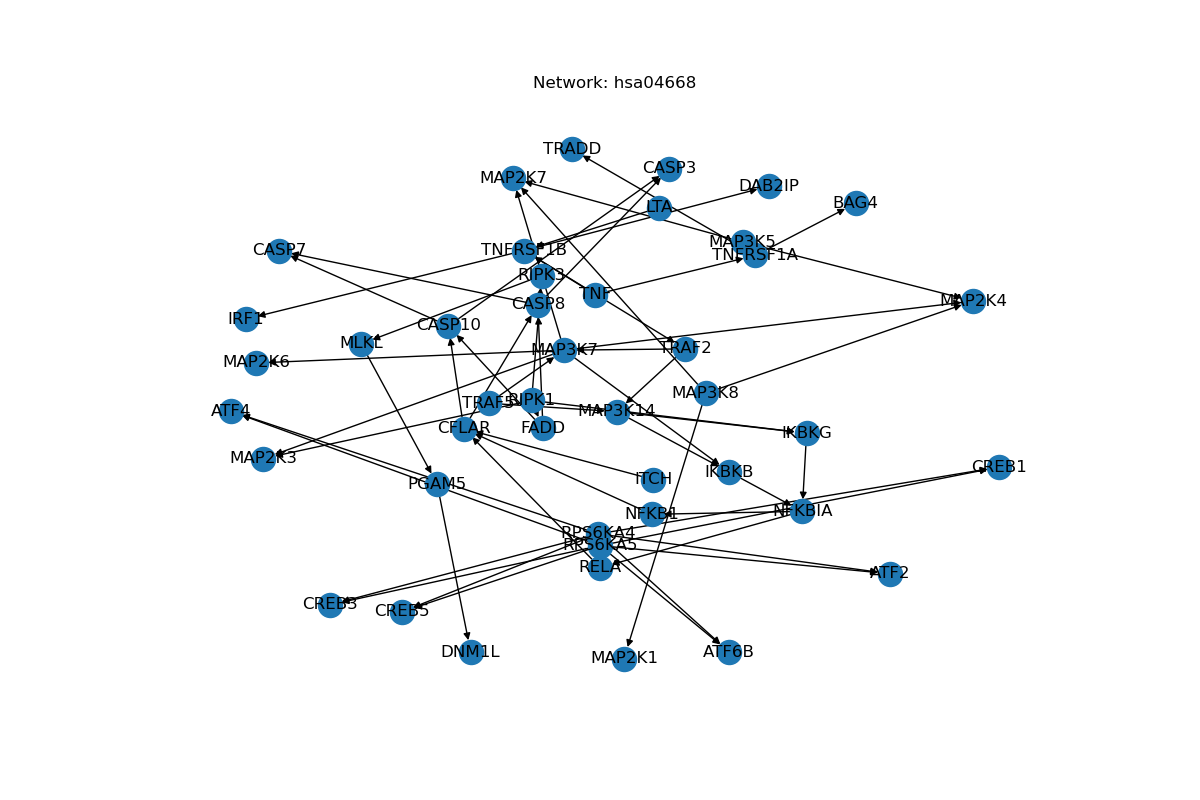 Network: hsa04668
TRADD
CASP3
MAP2K7
DAB2IP
BAG4
LTA
MAP3K5
TNFRSF1A
CASP7
TNFRSF1B
RIPK3
TNF
CASP8
MAP2K4
IRF1
CASP10
MLKL
MAP3K7
TRAF2
MAP2K6
MAP3K8
TRAF5
RIPK1
ATF4
MAP3K14
CFLAR
FADD
IKBKG
MAP2K3
CREB1
IKBKB
ITCH
PGAM5
NFKB1
NFKBIA
RPS6KA4
RPS6KA5
RELA
ATF2
CREB3
CREB5
DNM1L
MAP2K1
ATF6B